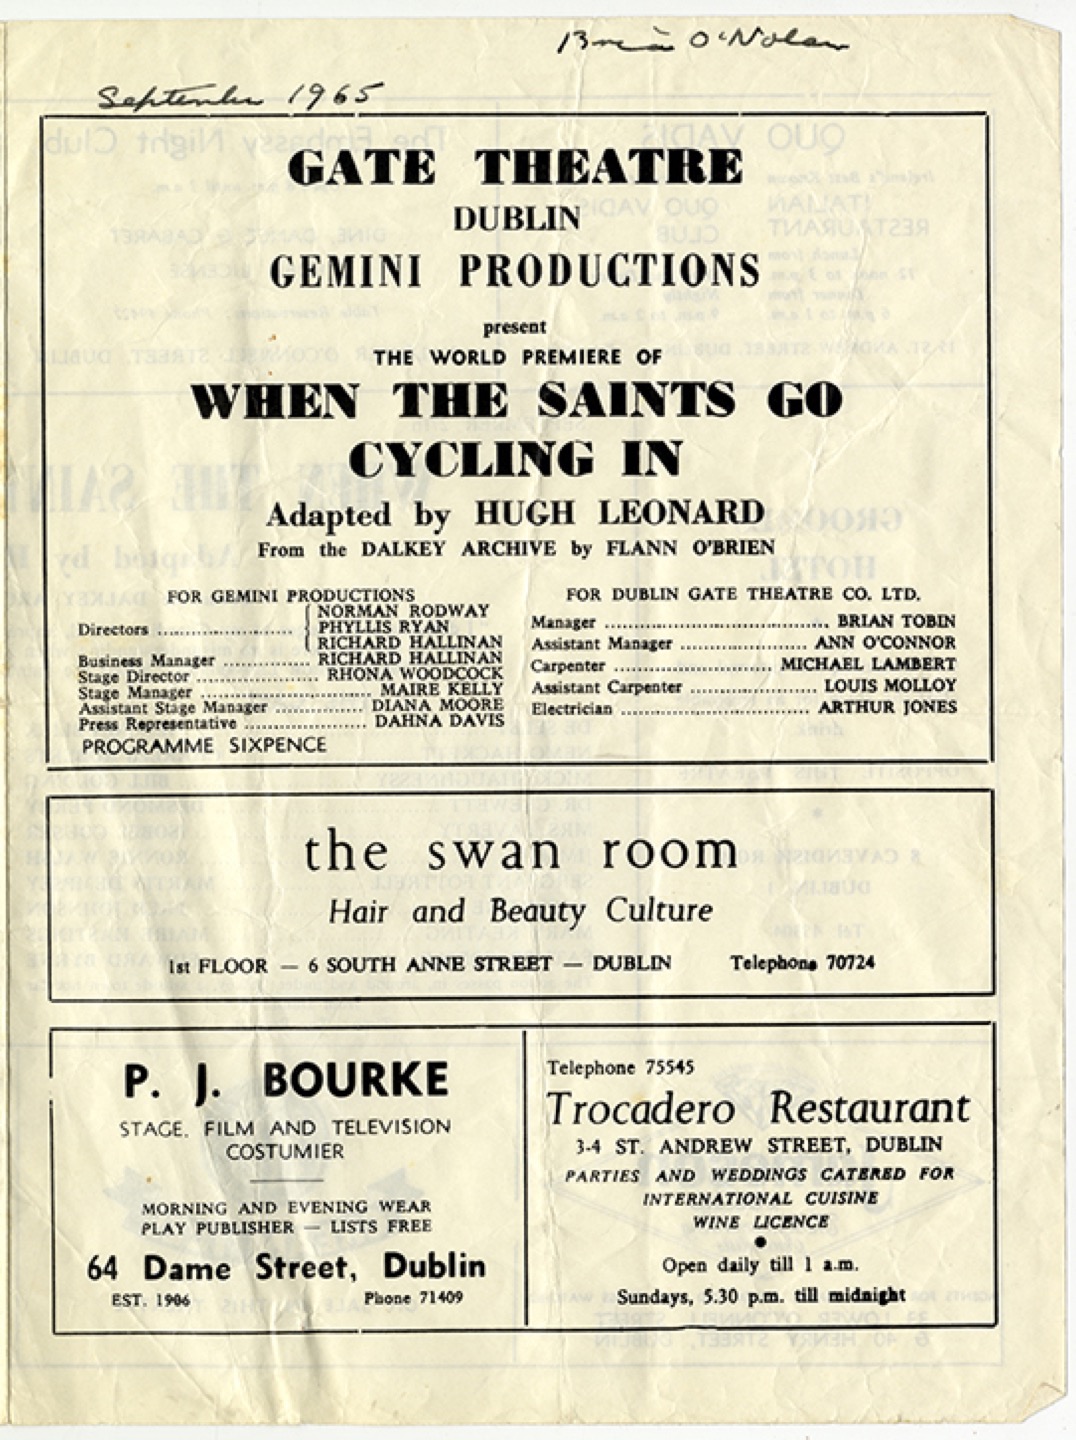 Brian O'Nolan
September 1965
GATE THEATRE
DUBLIN
GEMINI PRODUCTIONS
present
THE WORLD PREMIERE OF
WHEN THE SAINTS GO
CYCLING IN
Adapted by HUGH LEONARD
From the DALKEY ARCHIVE by FLANN O'BRIEN
FOR GEMINI PRODUCTIONS
Directors .................... { NORMAN RODWAY
PHYLLIS RYAN
RICHARD HALLINAN
Business Manager ............ RICHARD HALLINAN
Stage Director ................. RHONA WOODCOCK
Stage Manager ........................ MAIRE KELLY
Assistant Stage Manager ............. DIANA MOORE
Press Representative ................. DAHNA DAVIS
PROGRAMME SIXPENCE
FOR DUBLIN GATE THEATRE CO. LTD.
Manager ................................ BRIAN TOBIN
Assistant Manager .................. ANN O'CONNOR
Carpenter ........................ MICHAEL LAMBERT
Assistant Carpenter .................. LOUIS MOLLOY
Electrician ........................... ARTHUR JONES
the swan room
Hair and Beauty Culture
1st FLOOR — 6 SOUTH ANNE STREET — DUBLIN Telephone 70724
P. J. BOURKE
STAGE, FILM AND TELEVISION
COSTUMIER
MORNING AND EVENING WEAR
PLAY PUBLISHER — LISTS FREE
64 Dame Street, Dublin
EST. 1906 Phone 71409
Telephone 75545
Trocadero Restaurant
3-4 ST. ANDREW STREET, DUBLIN
PARTIES AND WEDDINGS CATERED FOR
INTERNATIONAL CUISINE
WINE LICENCE
Open daily till 1 a.m.
Sundays, 5.30 p.m. till midnight